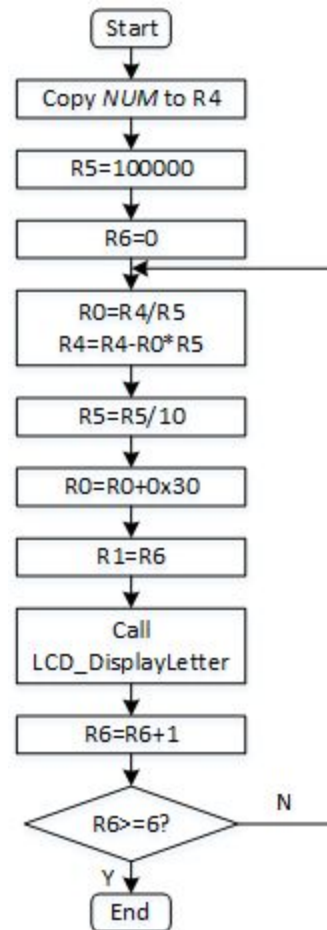 Start
Copy NUM to R4
R5=100000
R6=0
R0=R4/R5
R4=R4-R0*R5
R5=R5/10
R0=R0+0x30
R1=R6
Call
LCD_DisplayLetter
R6=R6+1
R6>=6?
N
Y
End